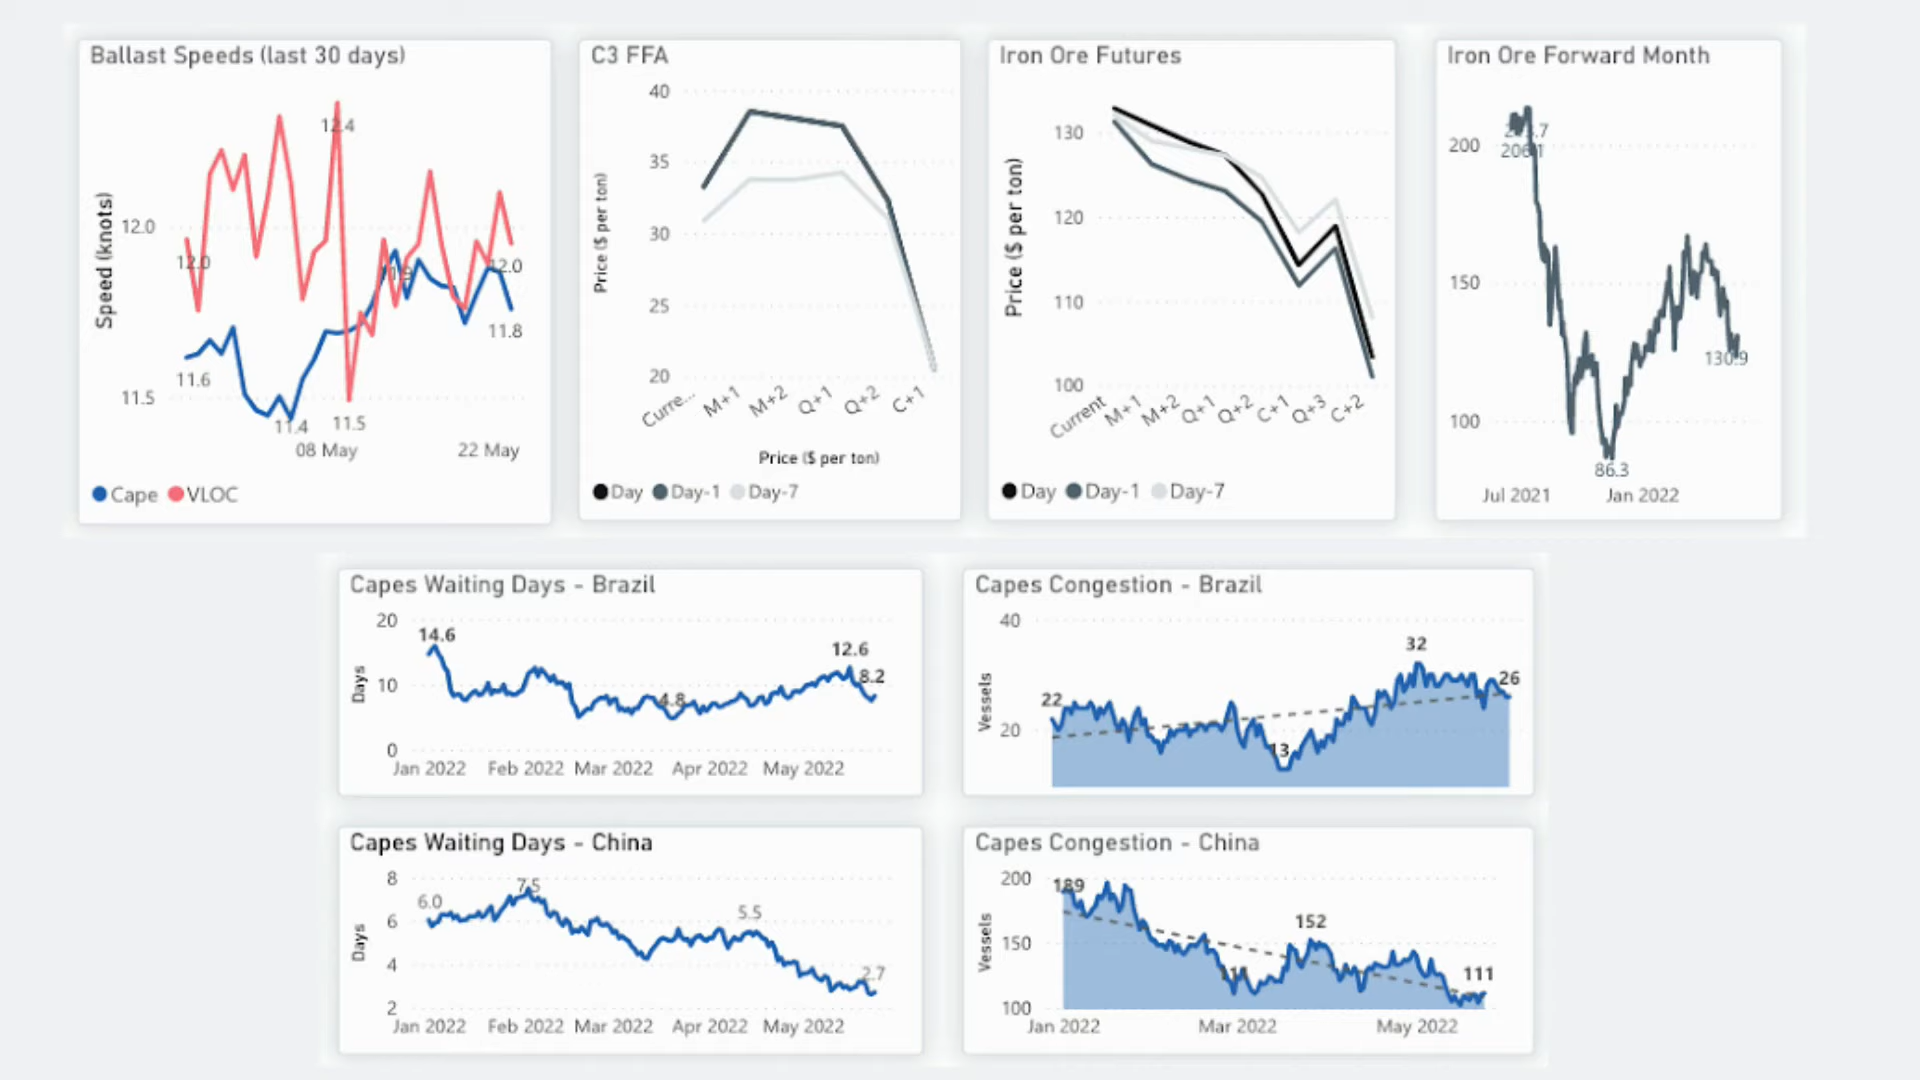 Ballast Speeds (last 30 days)
Speed (knots)
12.0
11.5
12.4
12.0
12.0
11.8
11.6
11.4
11.5
08 May
22 May
Cape
VLOC
C3 FFA
Price ($ per ton)
40
35
30
25
20
Curre...
M+1
M+2
Q+1
Q+2
C+1
Price ($ per ton)
Day
Day-1
Day-7
Iron Ore Futures
Price ($ per ton)
130
120
110
100
Current
M+1
M+2
Q+1
Q+2
C+1
Q+3
C+2
Day
Day-1
Day-7
Iron Ore Forward Month
200
150
100
206.1
130.9
86.3
Jul 2021
Jan 2022
Capes Waiting Days - Brazil
Days
20
10
0
14.6
4.8
12.6
8.2
Jan 2022
Feb 2022
Mar 2022
Apr 2022
May 2022
Capes Congestion - Brazil
Vessels
40
20
22
13
32
26
Capes Waiting Days - China
Days
8
6
4
2
6.0
7.5
5.5
2.7
Jan 2022
Feb 2022
Mar 2022
Apr 2022
May 2022
Capes Congestion - China
Vessels
200
150
100
189
152
111
Jan 2022
Mar 2022
May 2022